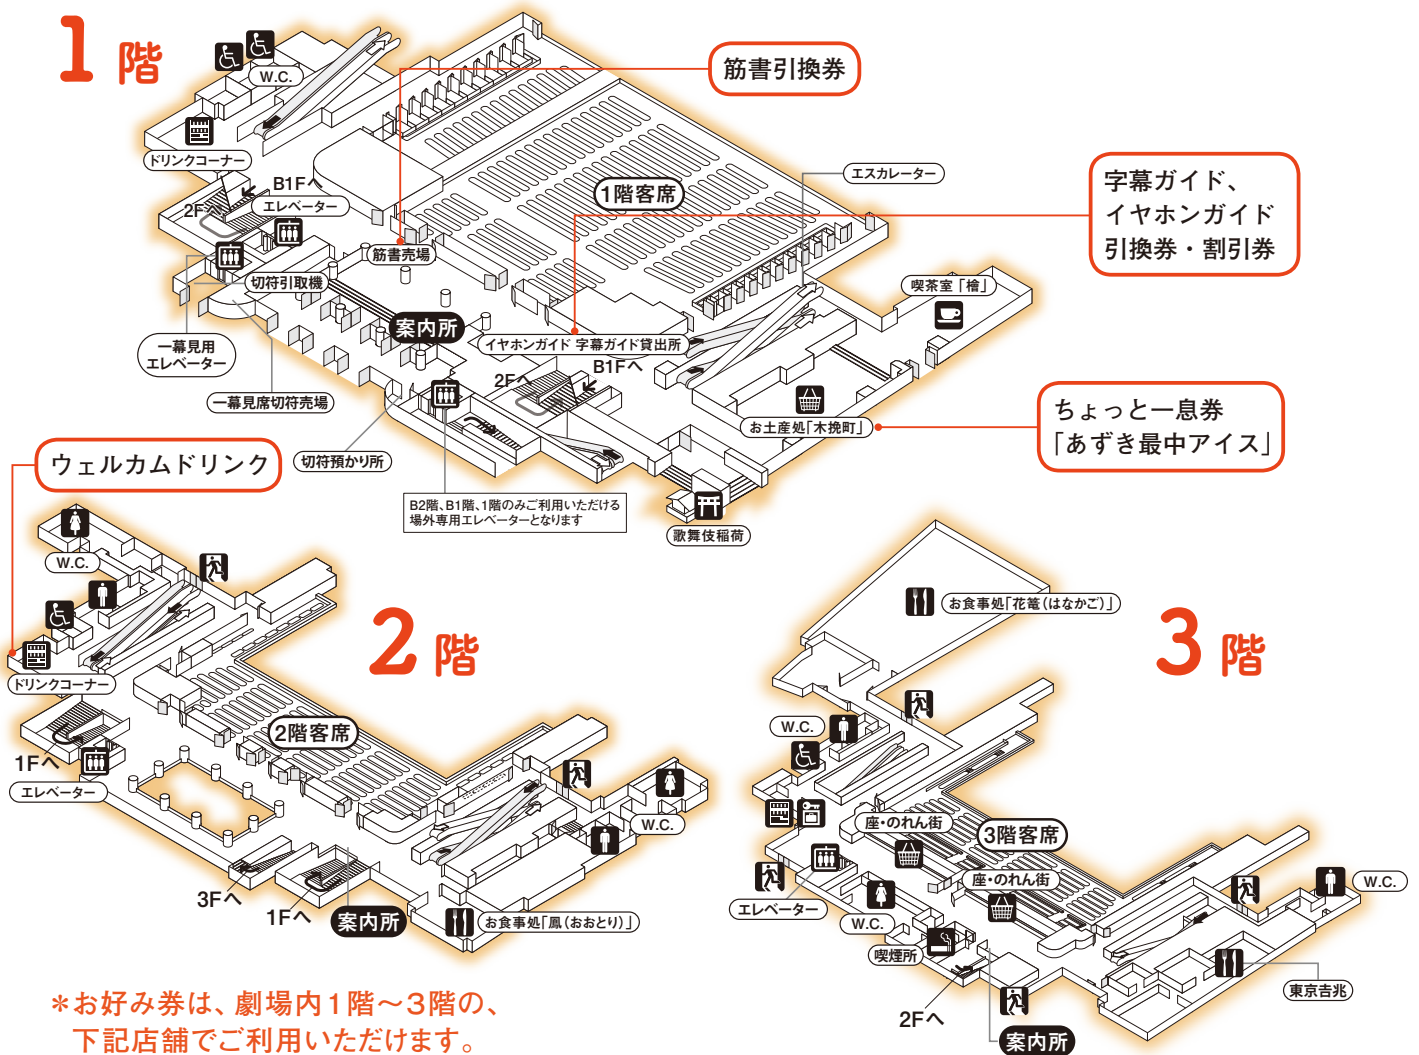 1階
筋書引換券
W.C.
ドリンクコーナー
B1Fへ
2Fへ
エレベーター
1階客席
エスカレーター
字幕ガイド、
イヤホンガイド
引換券・割引券
筋書売場
切符引取機
喫茶室「檜」
案内所
イヤホンガイド 字幕ガイド貸出所
一幕見用
エレベーター
2Fへ
B1Fへ
一幕見席切符売場
お土産処「木挽町」
ちょっと一息券
「あずき最中アイス」
切符預かり所
B2階、B1階、1階のみご利用いただける
場外専用エレベーターとなります
歌舞伎稲荷
ウェルカムドリンク
2階
W.C.
ドリンクコーナー
2階客席
1Fへ
エレベーター
W.C.
3Fへ
1Fへ
案内所
お食事処「鳳(おおとり)」
3階
お食事処「花篭(はなかご)」
W.C.
座・のれん街
3階客席
座・のれん街
エレベーター
W.C.
W.C.
喫煙所
2Fへ
東京𠮷兆
案内所
*お好み券は、劇場内1階〜3階の、
下記店舗でご利用いただけます。